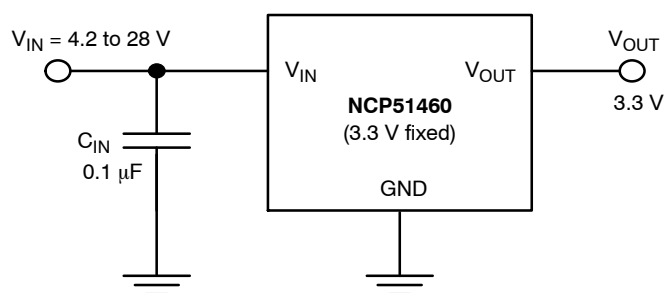 V_IN = 4.2 to 28 V
V_IN
V_OUT
V_OUT
3.3 V
NCP51460
(3.3 V fixed)
C_IN
0.1 μF
GND